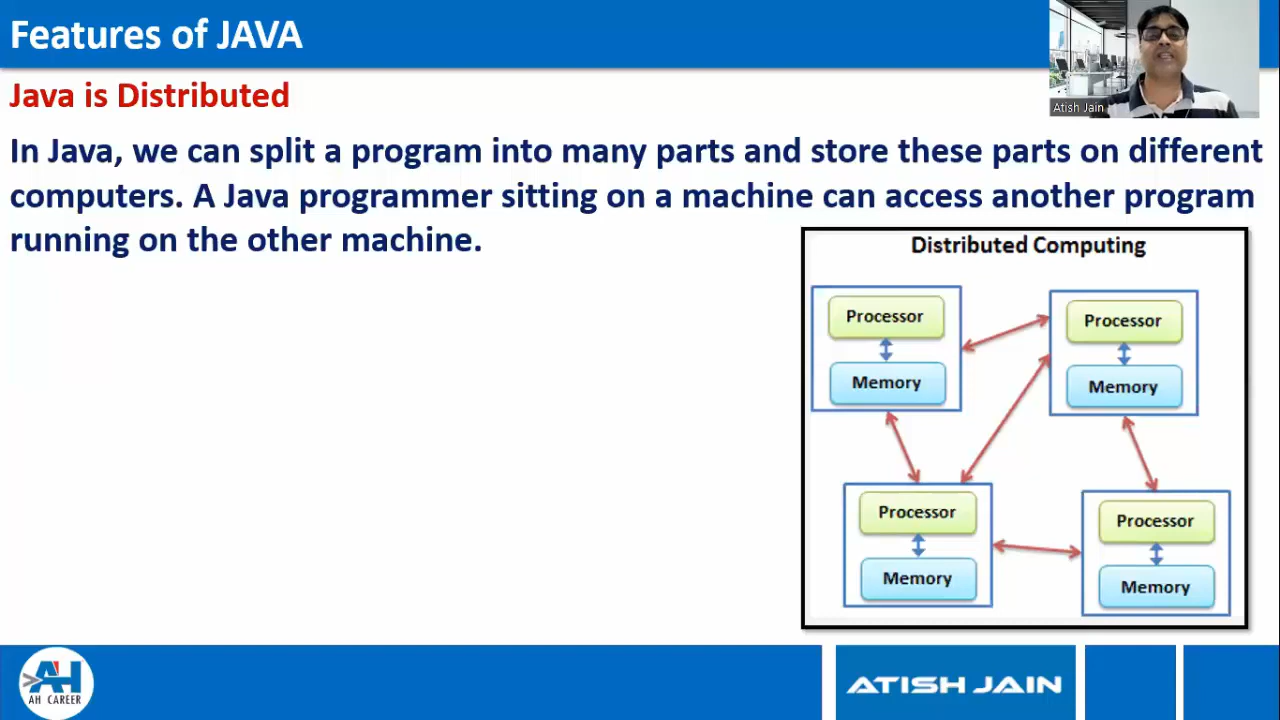 Features of JAVA
Atish Jain
Java is Distributed
In Java, we can split a program into many parts and store these parts on different
computers. A Java programmer sitting on a machine can access another program
running on the other machine.
Distributed Computing
Processor
Memory
Processor
Memory
Processor
Memory
Processor
Memory
AH
AH CAREER
ATISH JAIN